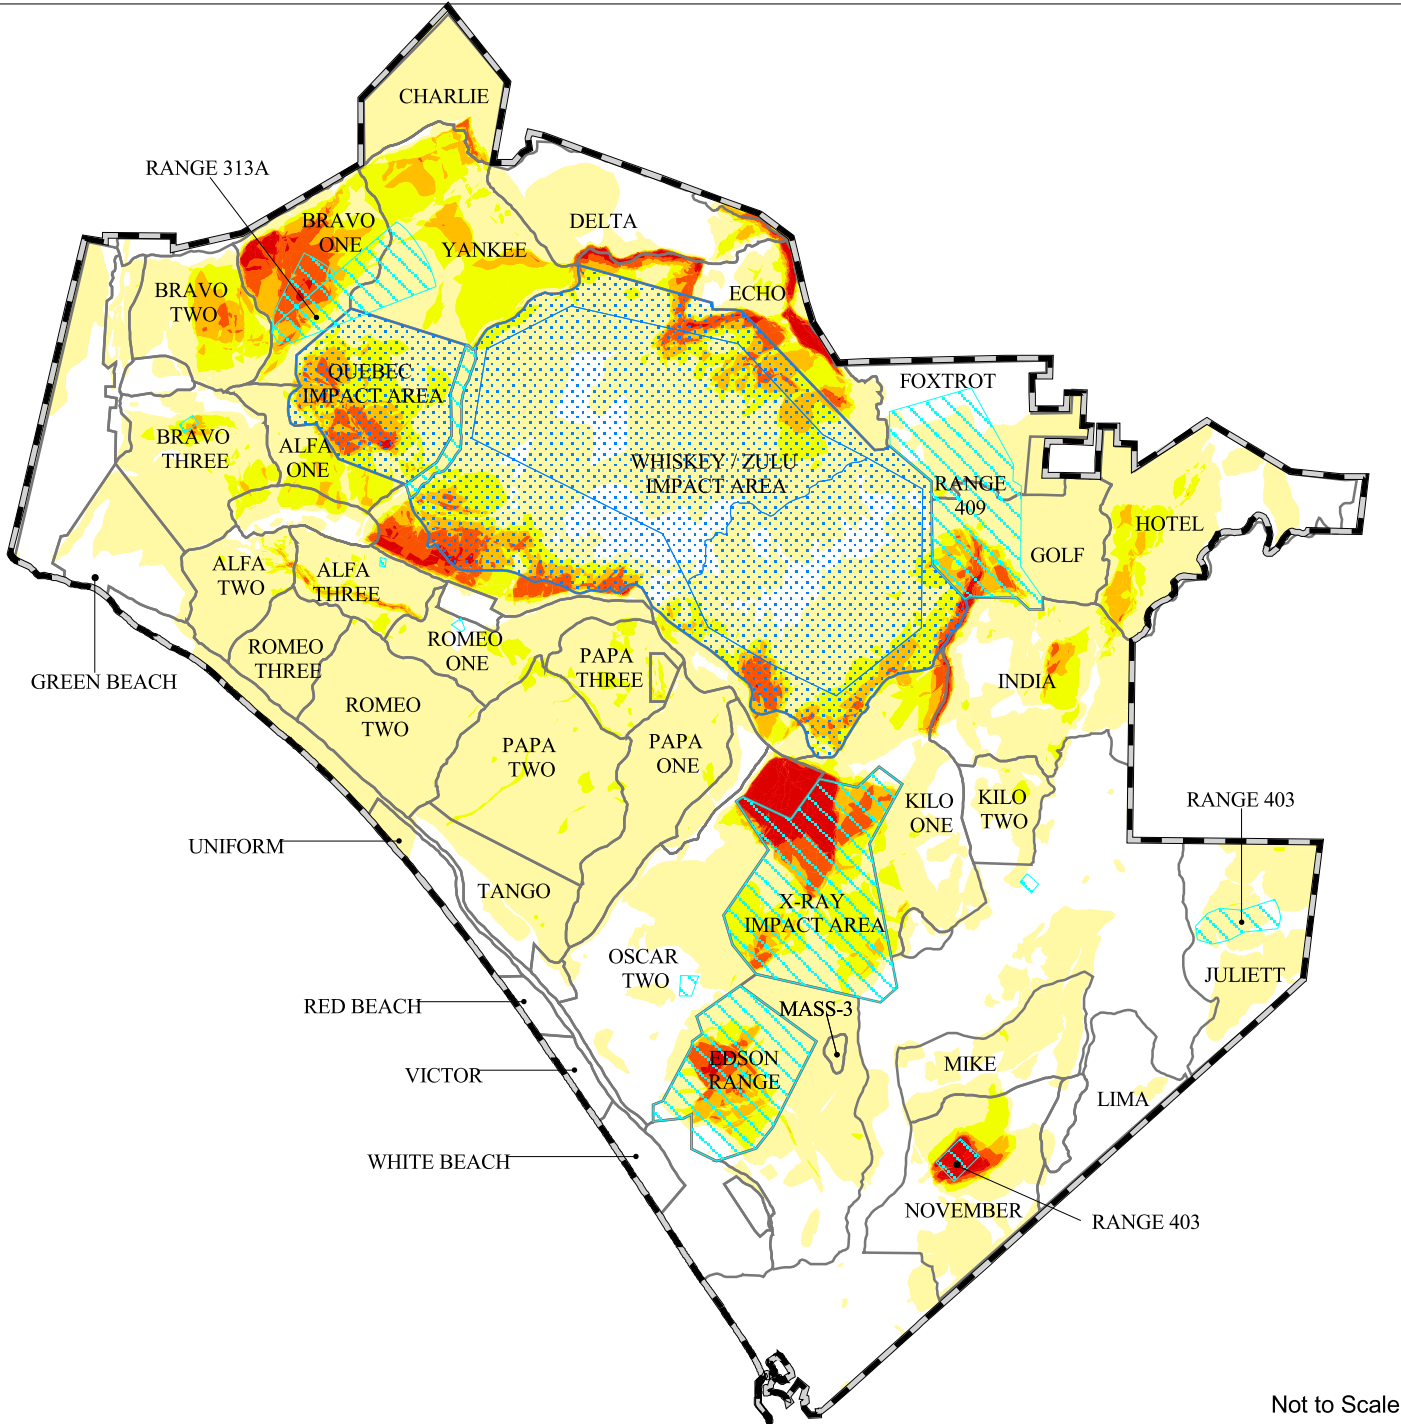 CHARLIE
RANGE 313A
BRAVO
ONE
DELTA
YANKEE
BRAVO
TWO
ECHO
QUEBEC
IMPACT AREA
FOXTROT
BRAVO
THREE
ALFA
ONE
WHISKEY / ZULU
IMPACT AREA
RANGE
409
HOTEL
GOLF
ALFA
TWO
ALFA
THREE
ROMEO
THREE
ROMEO
ONE
PAPA
THREE
GREEN BEACH
INDIA
ROMEO
TWO
PAPA
TWO
PAPA
ONE
KILO
ONE
KILO
TWO
RANGE 403
UNIFORM
TANGO
X-RAY
IMPACT AREA
OSCAR
TWO
JULIETT
RED BEACH
MASS-3
EDSON
RANGE
MIKE
VICTOR
LIMA
WHITE BEACH
NOVEMBER
RANGE 403
Not to Scale